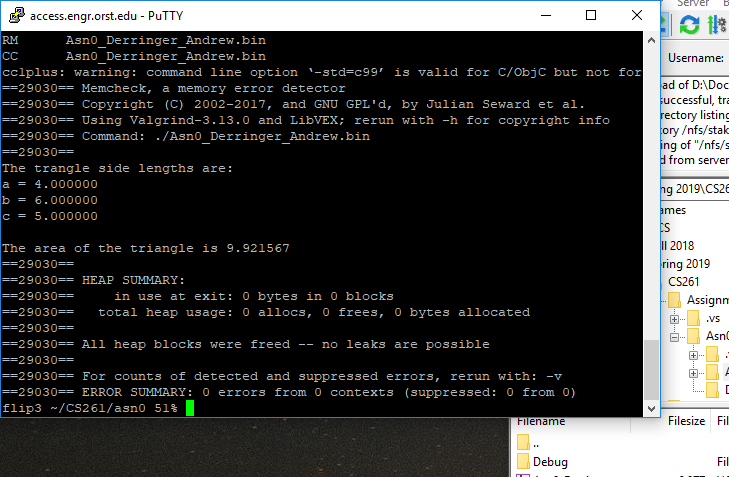 access.engr.orst.edu - PuTTY
RM      Asn0_Derringer_Andrew.bin
CC      Asn0_Derringer_Andrew.bin
cc1plus: warning: command line option ‘-std=c99’ is valid for C/ObjC but not for
==29030== Memcheck, a memory error detector
==29030== Copyright (C) 2002-2017, and GNU GPL'd, by Julian Seward et al.
==29030== Using Valgrind-3.13.0 and LibVEX; rerun with -h for copyright info
==29030== Command: ./Asn0_Derringer_Andrew.bin
==29030==
The trangle side lengths are:
a = 4.000000
b = 6.000000
c = 5.000000
The area of the triangle is 9.921567
==29030==
==29030== HEAP SUMMARY:
==29030==     in use at exit: 0 bytes in 0 blocks
==29030==   total heap usage: 0 allocs, 0 frees, 0 bytes allocated
==29030==
==29030== All heap blocks were freed -- no leaks are possible
==29030==
==29030== For counts of detected and suppressed errors, rerun with: -v
==29030== ERROR SUMMARY: 0 errors from 0 contexts (suppressed: 0 from 0)
flip3 ~/CS261/asn0 51%
Server
Username:
ad of D:\Doc
successful, tra
rectory listing
tory /nfs/stak
ing of "/nfs/s
d from server
ng 2019\CS261
ames
CS
ll 2018
ring 2019
CS261
Assignm
.vs
Asn0
Filename Filesize
..
Debug Fil